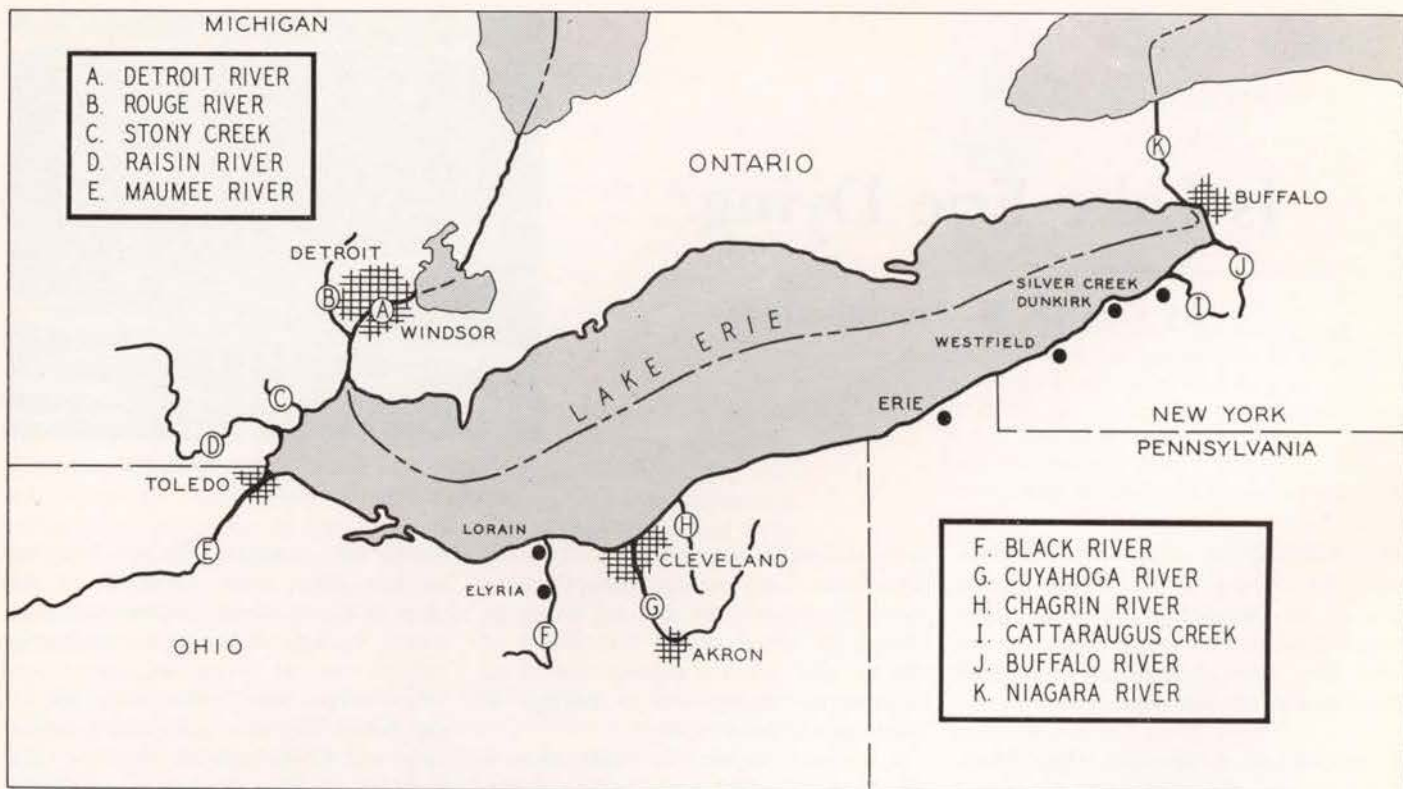 MICHIGAN
A. DETROIT RIVER
B. ROUGE RIVER
C. STONY CREEK
D. RAISIN RIVER
E. MAUMEE RIVER
ONTARIO
K
BUFFALO
DETROIT
B
A
WINDSOR
J
SILVER CREEK
DUNKIRK
I
LAKE ERIE
WESTFIELD
C
D
ERIE
NEW YORK
PENNSYLVANIA
TOLEDO
E
LORAIN
H
CLEVELAND
ELYRIA
G
F
OHIO
AKRON
F. BLACK RIVER
G. CUYAHOGA RIVER
H. CHAGRIN RIVER
I. CATTARAUGUS CREEK
J. BUFFALO RIVER
K. NIAGARA RIVER